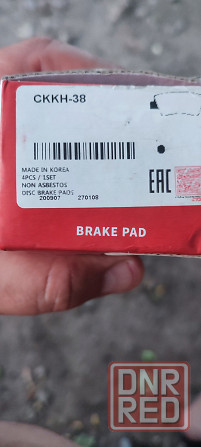 CKKH-38
MADE IN KOREA
4PCS / 1SET
NON ASBESTOS
DISC BRAKE PADS
200907 270108
EAC
BRAKE PAD
DNR
RED